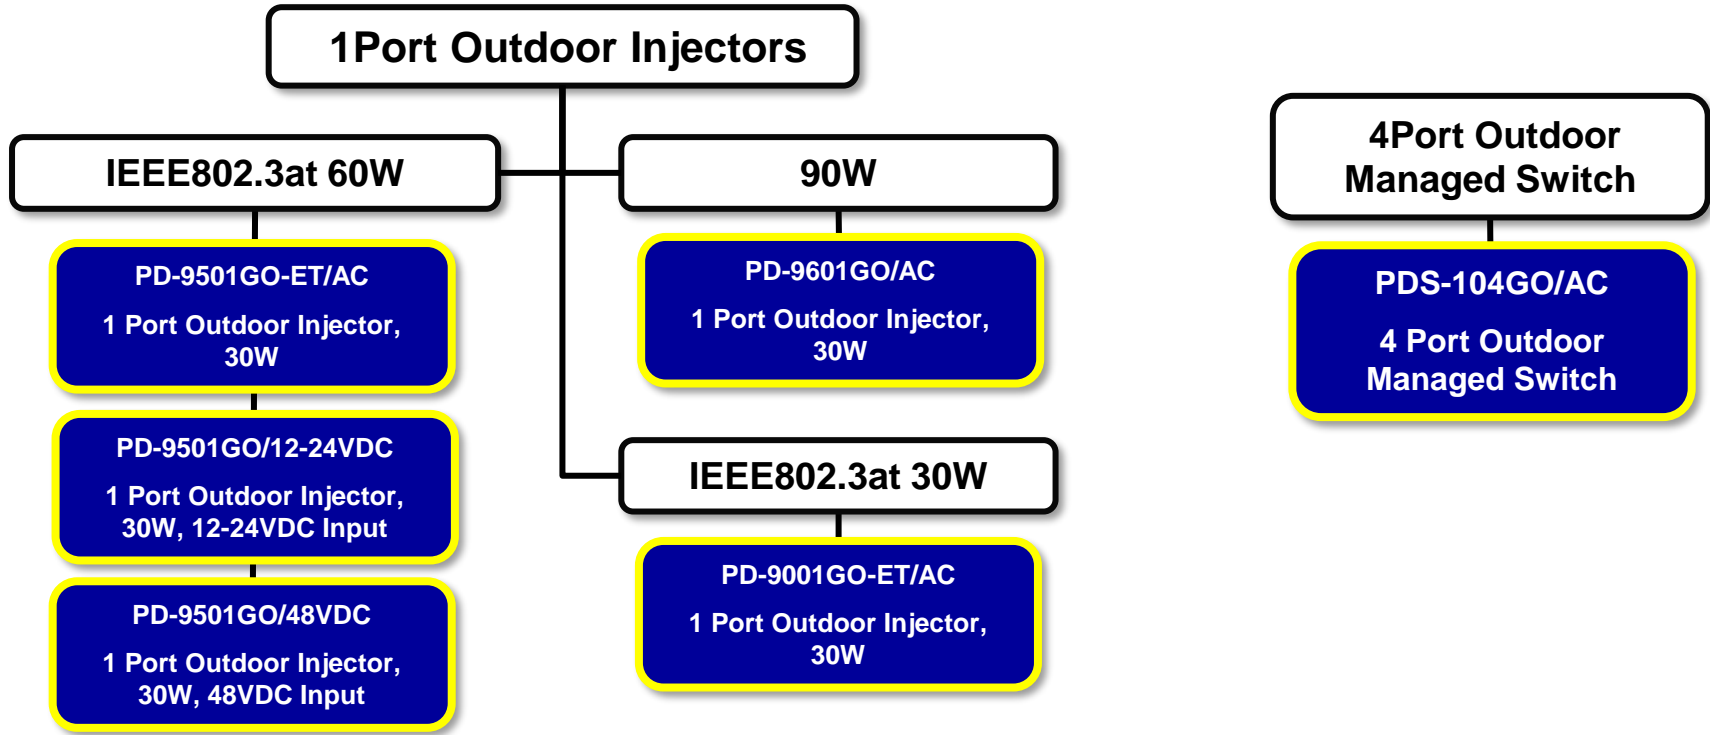 1Port Outdoor Injectors
IEEE802.3at 60W
PD-9501GO-ET/AC
1 Port Outdoor Injector,
30W
PD-9501GO/12-24VDC
1 Port Outdoor Injector,
30W, 12-24VDC Input
PD-9501GO/48VDC
1 Port Outdoor Injector,
30W, 48VDC Input
90W
PD-9601GO/AC
1 Port Outdoor Injector,
30W
IEEE802.3at 30W
PD-9001GO-ET/AC
1 Port Outdoor Injector,
30W
4Port Outdoor
Managed Switch
PDS-104GO/AC
4 Port Outdoor
Managed Switch